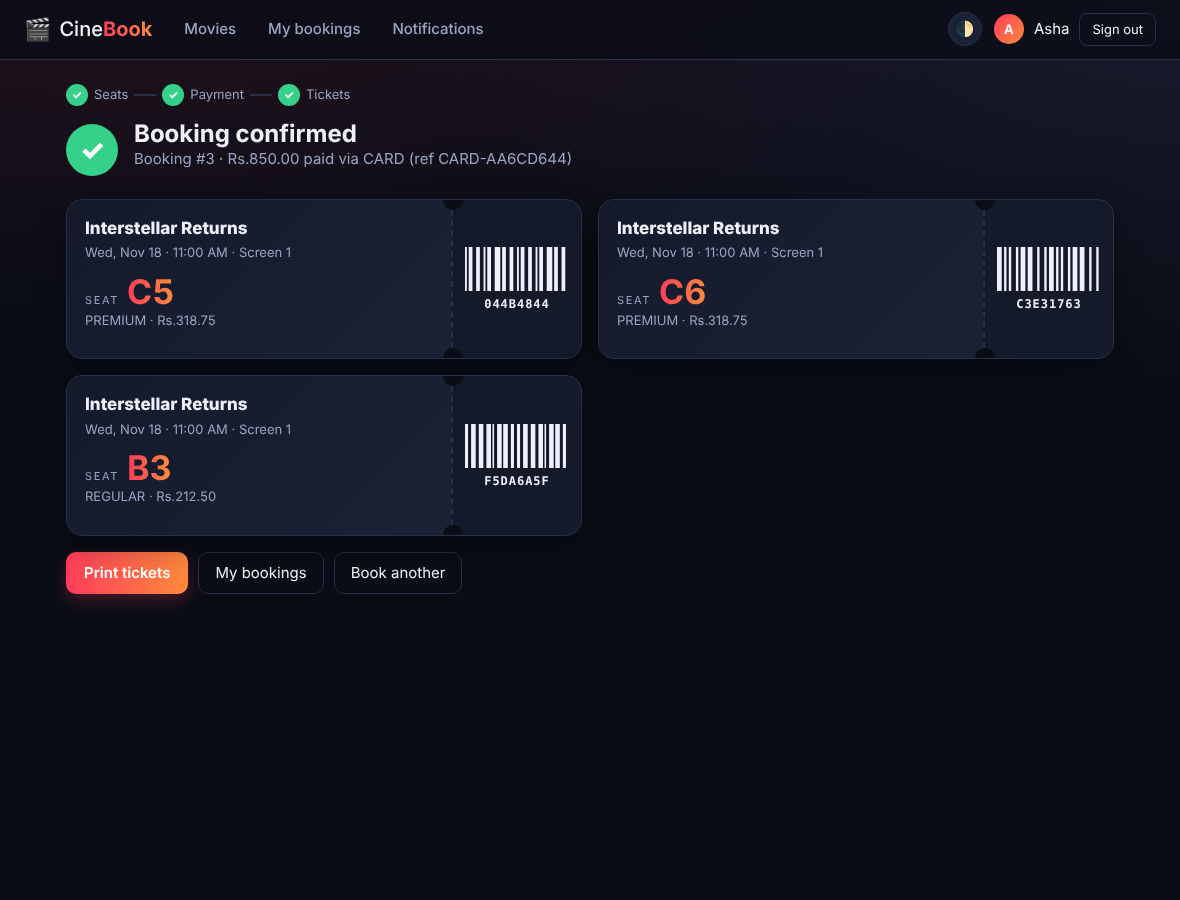 CineBook Movies My bookings Notifications A Asha Sign out
Seats Payment Tickets
Booking confirmed
Booking #3 · Rs.850.00 paid via CARD (ref CARD-AA6CD644)
Interstellar Returns
Wed, Nov 18 · 11:00 AM · Screen 1
SEAT C5
PREMIUM · Rs.318.75
044B4844
Interstellar Returns
Wed, Nov 18 · 11:00 AM · Screen 1
SEAT C6
PREMIUM · Rs.318.75
C3E31763
Interstellar Returns
Wed, Nov 18 · 11:00 AM · Screen 1
SEAT B3
REGULAR · Rs.212.50
F5DA6A5F
Print tickets My bookings Book another